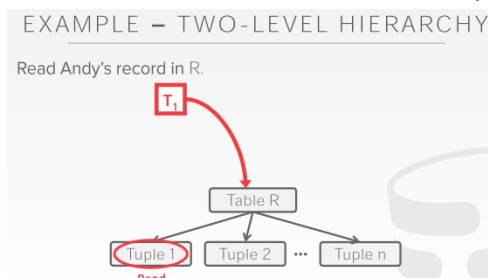 EXAMPLE – TWO-LEVEL HIERARCHY
Read Andy's record in R.
T1
Table R
Tuple 1 Tuple 2 ••• Tuple n
Read